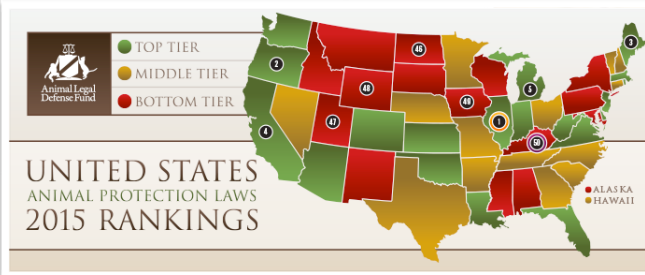 TOP TIER
MIDDLE TIER
BOTTOM TIER
Animal Legal
Defense Fund
UNITED STATES
ANIMAL PROTECTION LAWS
2015 RANKINGS
46
3
2
48
5
49
1
4
47
50
ALASKA
HAWAII